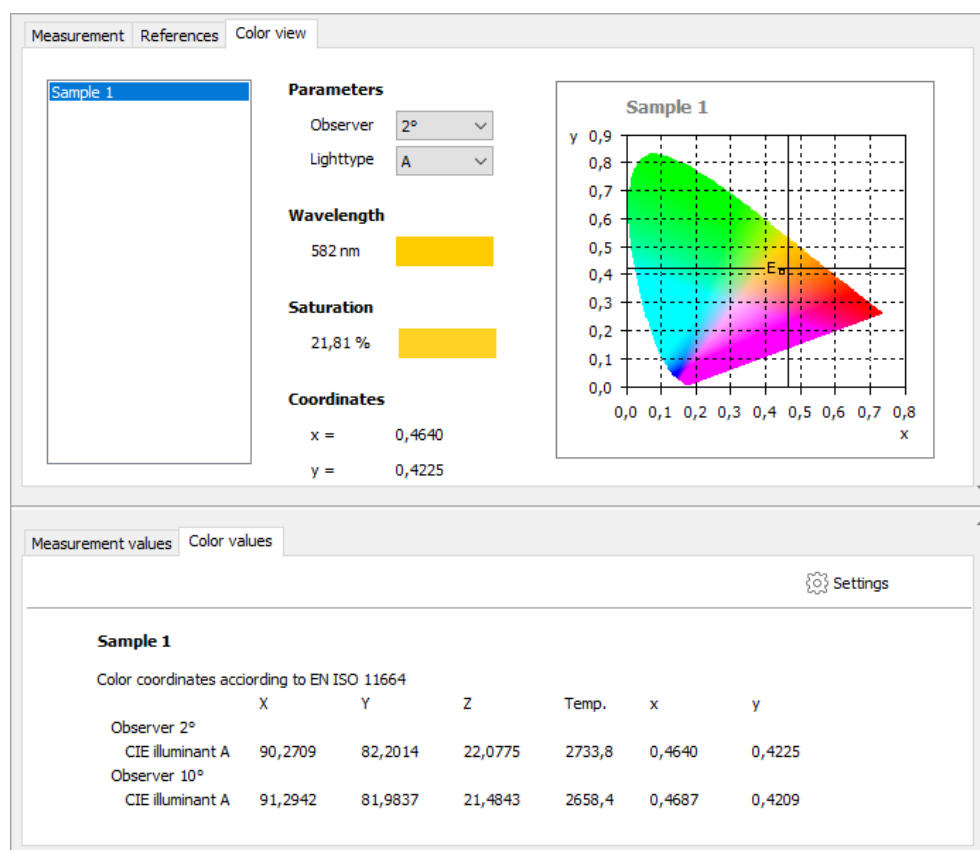 Measurement References Color view
Sample 1
Parameters
Observer 2°
Lighttype A
Wavelength
582 nm
Saturation
21,81 %
Coordinates
x = 0,4640
y = 0,4225
Sample 1
y 0,9
0,8
0,7
0,6
0,5
0,4
0,3
0,2
0,1
0,0
E
0,0 0,1 0,2 0,3 0,4 0,5 0,6 0,7 0,8
x
Measurement values Color values
Settings
Sample 1
Color coordinates acciording to EN ISO 11664
X Y Z Temp. x y
Observer 2°
CIE illuminant A 90,2709 82,2014 22,0775 2733,8 0,4640 0,4225
Observer 10°
CIE illuminant A 91,2942 81,9837 21,4843 2658,4 0,4687 0,4209